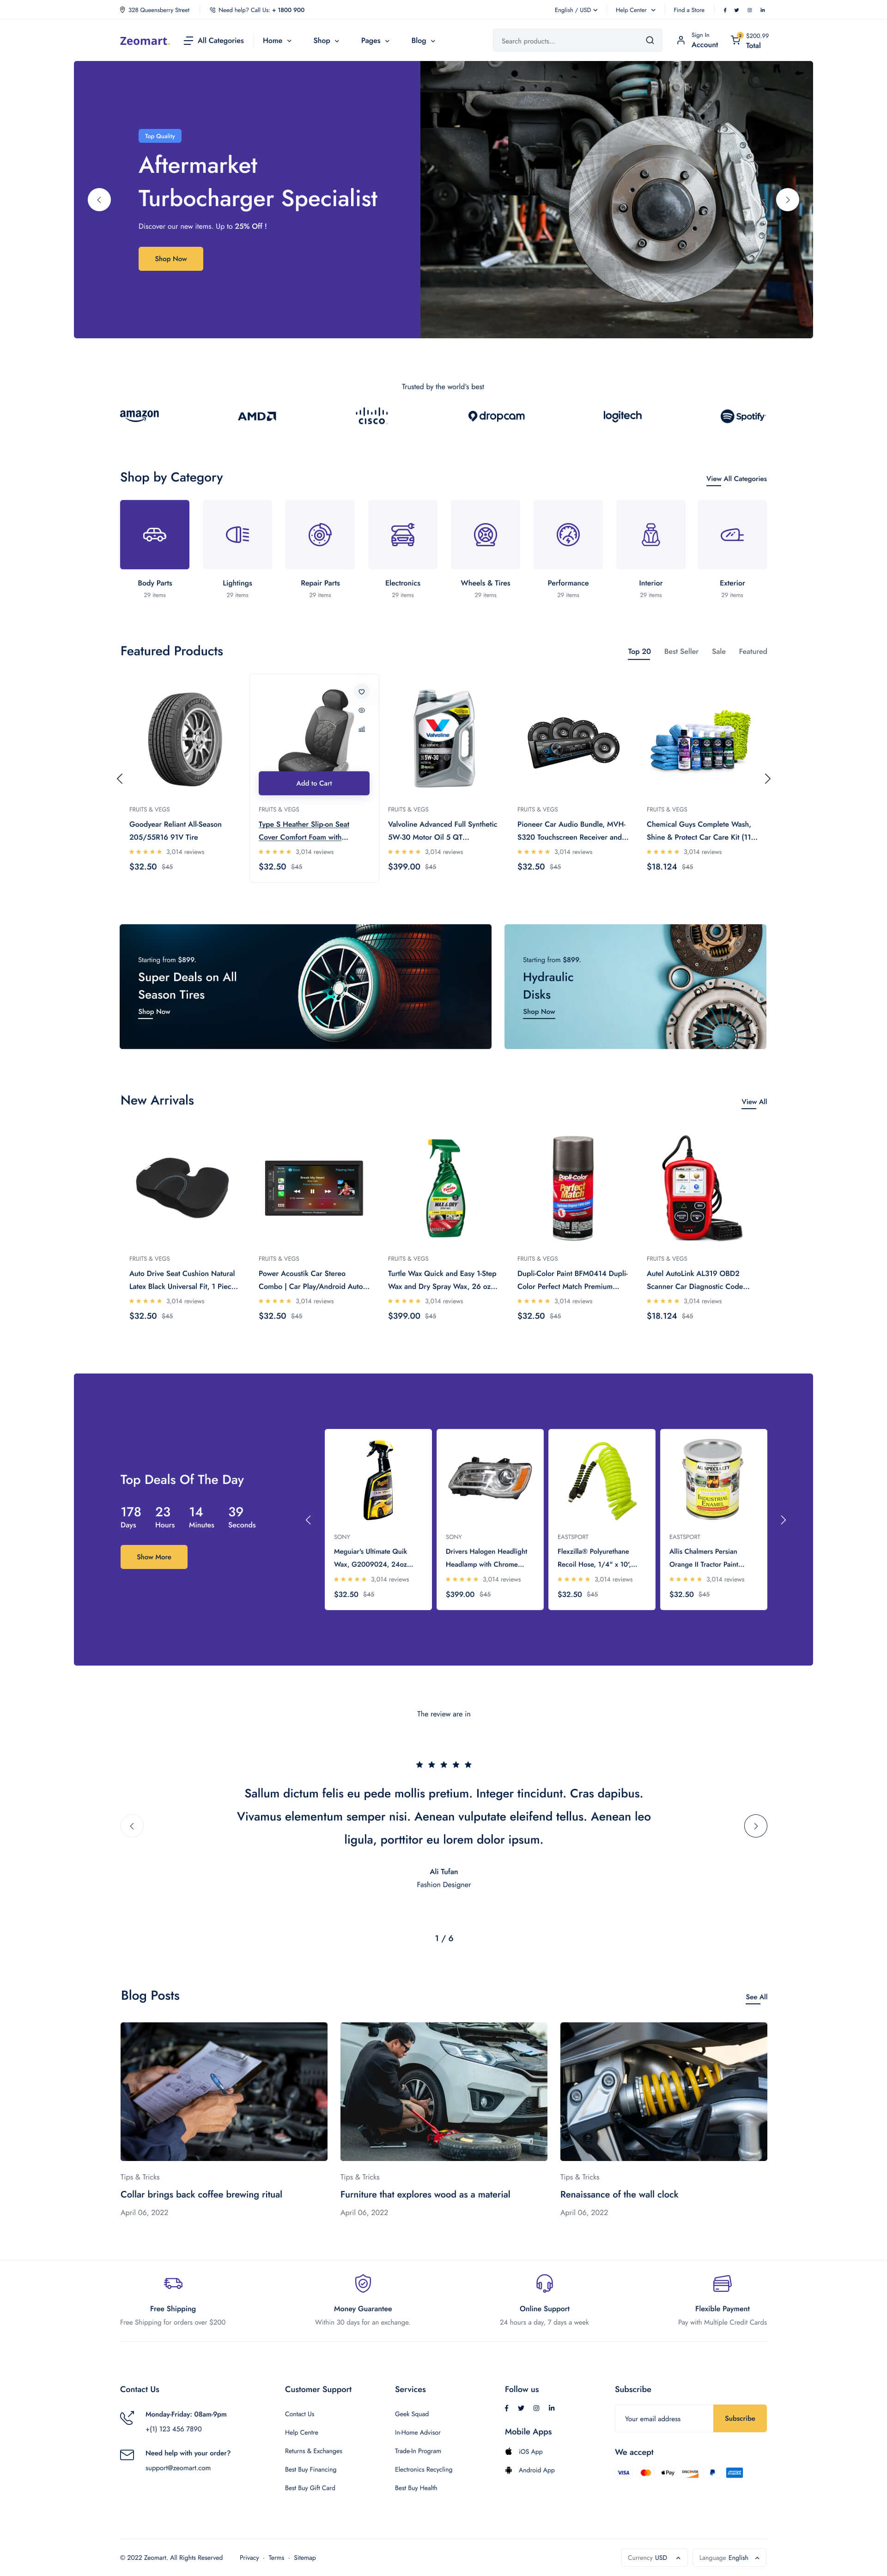 328 Queensberry Street
Need help? Call Us: + 1800 900
English / USD
Help Center
Find a Store
Zeomart.
All Categories
Home
Shop
Pages
Blog
Search products...
Sign In
Account
$200.99
Total
Top Quality
Aftermarket
Turbocharger Specialist
Discover our new items. Up to 25% Off !
Shop Now
Trusted by the world's best
amazon
AMD
CISCO
dropcam
logitech
Spotify
Shop by Category
View All Categories
Body Parts
29 items
Lightings
29 items
Repair Parts
29 items
Electronics
29 items
Wheels & Tires
29 items
Performance
29 items
Interior
29 items
Exterior
29 items
Featured Products
Top 20
Best Seller
Sale
Featured
FRUITS & VEGS
Goodyear Reliant All-Season
205/55R16 91V Tire
3,014 reviews
$32.50 $45
Add to Cart
FRUITS & VEGS
Type S Heather Slip-on Seat
Cover Comfort Foam with...
3,014 reviews
$32.50 $45
Valvoline
5W-30
FRUITS & VEGS
Valvoline Advanced Full Synthetic
5W-30 Motor Oil 5 QT...
3,014 reviews
$399.00 $45
FRUITS & VEGS
Pioneer Car Audio Bundle, MVH-
S320 Touchscreen Receiver and...
3,014 reviews
$32.50 $45
FRUITS & VEGS
Chemical Guys Complete Wash,
Shine & Protect Car Care Kit (11...
3,014 reviews
$18.124 $45
Starting from $899.
Super Deals on All
Season Tires
Shop Now
Starting from $899.
Hydraulic
Disks
Shop Now
New Arrivals
View All
FRUITS & VEGS
Auto Drive Seat Cushion Natural
Latex Black Universal Fit, 1 Piec...
3,014 reviews
$32.50 $45
FRUITS & VEGS
Power Acoustik Car Stereo
Combo | Car Play/Android Auto...
3,014 reviews
$32.50 $45
FRUITS & VEGS
Turtle Wax Quick and Easy 1-Step
Wax and Dry Spray Wax, 26 oz...
3,014 reviews
$399.00 $45
Dupli-Color
Perfect
Match
FRUITS & VEGS
Dupli-Color Paint BFM0414 Dupli-
Color Perfect Match Premium...
3,014 reviews
$32.50 $45
FRUITS & VEGS
Autel AutoLink AL319 OBD2
Scanner Car Diagnostic Code...
3,014 reviews
$18.124 $45
Top Deals Of The Day
178
Days
23
Hours
14
Minutes
39
Seconds
Show More
SONY
Meguiar's Ultimate Quik
Wax, G2009024, 24oz...
3,014 reviews
$32.50 $45
SONY
Drivers Halogen Headlight
Headlamp with Chrome...
3,014 reviews
$399.00 $45
EASTSPORT
Flexzilla® Polyurethane
Recoil Hose, 1/4" x 10',...
3,014 reviews
$32.50 $45
INDUSTRIAL
ENAMEL
EASTSPORT
Allis Chalmers Persian
Orange II Tractor Paint...
3,014 reviews
$32.50 $45
The review are in
Sallum dictum felis eu pede mollis pretium. Integer tincidunt. Cras dapibus.
Vivamus elementum semper nisi. Aenean vulputate eleifend tellus. Aenean leo
ligula, porttitor eu lorem dolor ipsum.
Ali Tufan
Fashion Designer
1 / 6
Blog Posts
See All
Tips & Tricks
Collar brings back coffee brewing ritual
April 06, 2022
Tips & Tricks
Furniture that explores wood as a material
April 06, 2022
Tips & Tricks
Renaissance of the wall clock
April 06, 2022
Free Shipping
Free Shipping for orders over $200
Money Guarantee
Within 30 days for an exchange.
Online Support
24 hours a day, 7 days a week
Flexible Payment
Pay with Multiple Credit Cards
Contact Us
Monday-Friday: 08am-9pm
+(1) 123 456 7890
Need help with your order?
support@zeomart.com
Customer Support
Contact Us
Help Centre
Returns & Exchanges
Best Buy Financing
Best Buy Gift Card
Services
Geek Squad
In-Home Advisor
Trade-In Program
Electronics Recycling
Best Buy Health
Follow us
Mobile Apps
iOS App
Android App
Subscribe
Your email address
Subscribe
We accept
VISA
Pay
DISCOVER
© 2022 Zeomart. All Rights Reserved
Privacy · Terms · Sitemap
Currency USD
Language English